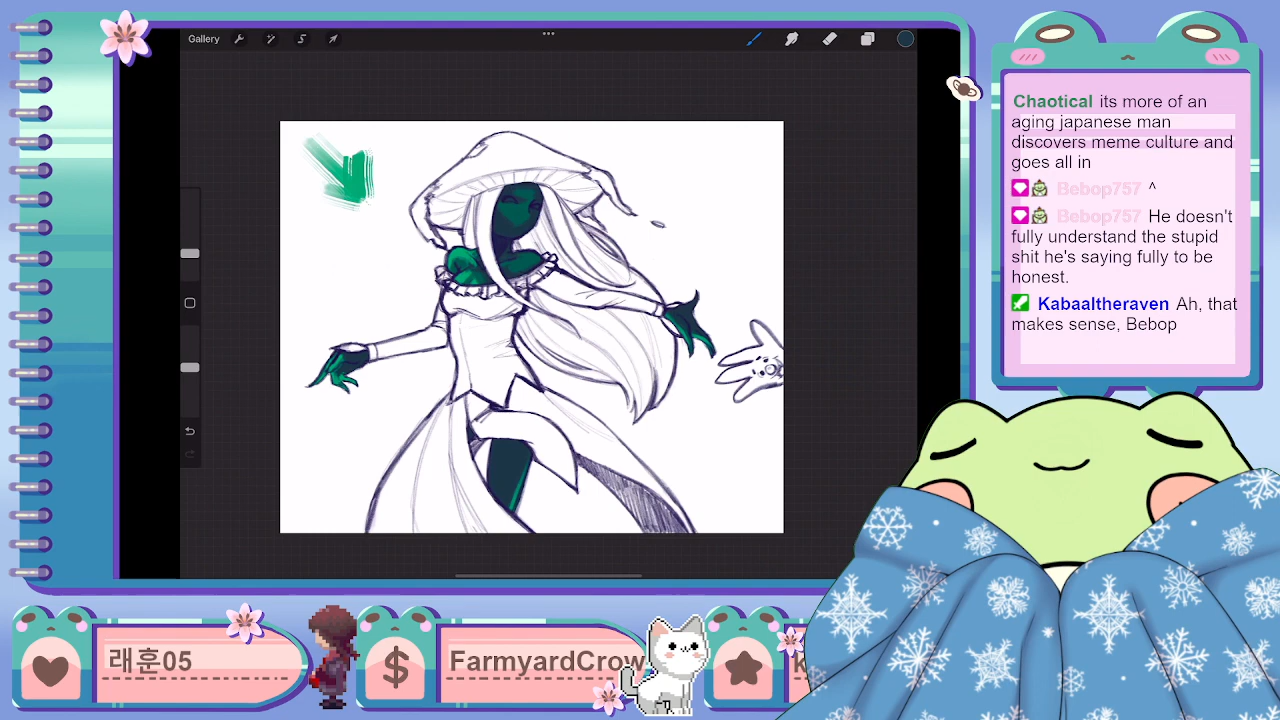 Gallery
Chaotical its more of an
aging japanese man
discovers meme culture and
goes all in
Bebop757 ^
Bebop757 He doesn't
fully understand the stupid
shit he's saying fully to be
honest.
Kabaaltheraven Ah, that
makes sense, Bebop
래훈05
FarmyardCrow